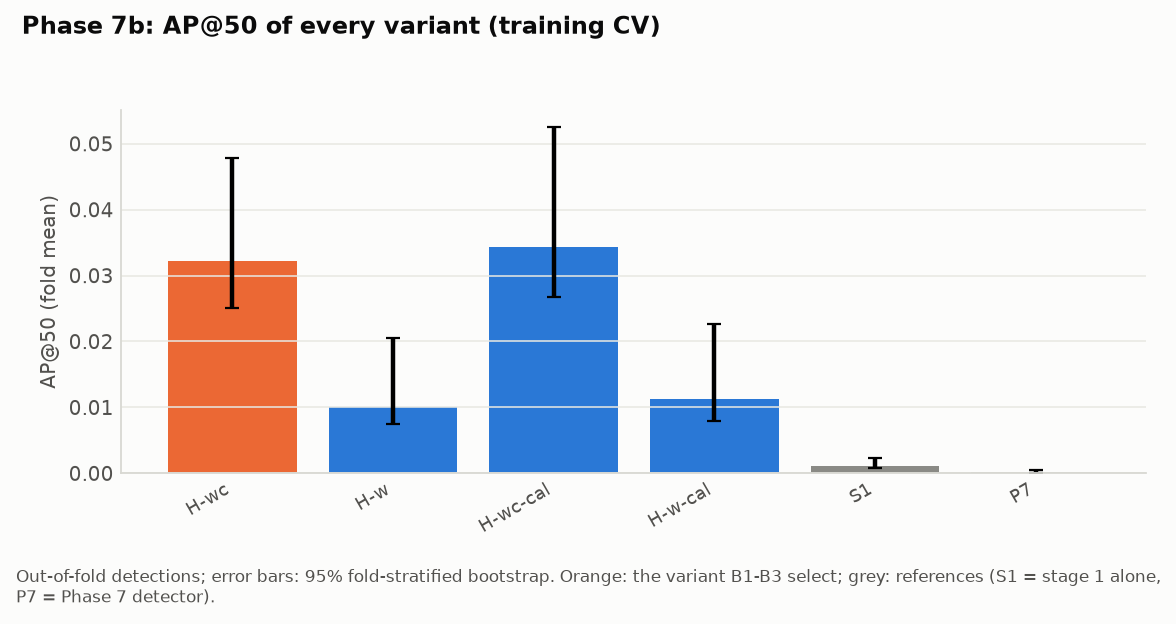 Phase 7b: AP@50 of every variant (training CV)
AP@50 (fold mean)
0.05
0.04
0.03
0.02
0.01
0.00
H-wc
H-w
H-wc-cal
H-w-cal
S1
P7
Out-of-fold detections; error bars: 95% fold-stratified bootstrap. Orange: the variant B1-B3 select; grey: references (S1 = stage 1 alone,
P7 = Phase 7 detector).